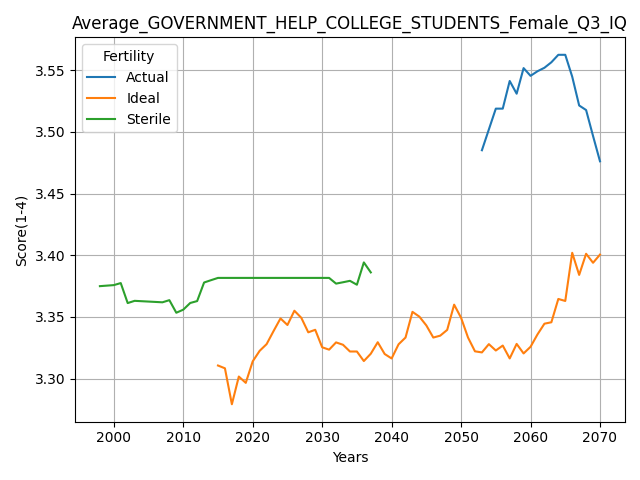 Average_GOVERNMENT_HELP_COLLEGE_STUDENTS_Female_Q3_IQ
Fertility
Actual
Ideal
Sterile
Score(1-4)
3.55
3.50
3.45
3.40
3.35
3.30
2000 2010 2020 2030 2040 2050 2060 2070
Years